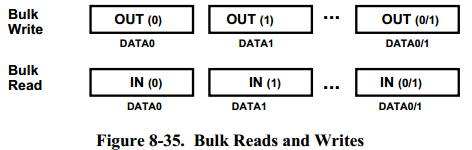 Bulk Write OUT (0) OUT (1) ... OUT (0/1)
DATA0 DATA1 DATA0/1
Bulk Read IN (0) IN (1) ... IN (0/1)
DATA0 DATA1 DATA0/1
Figure 8-35. Bulk Reads and Writes